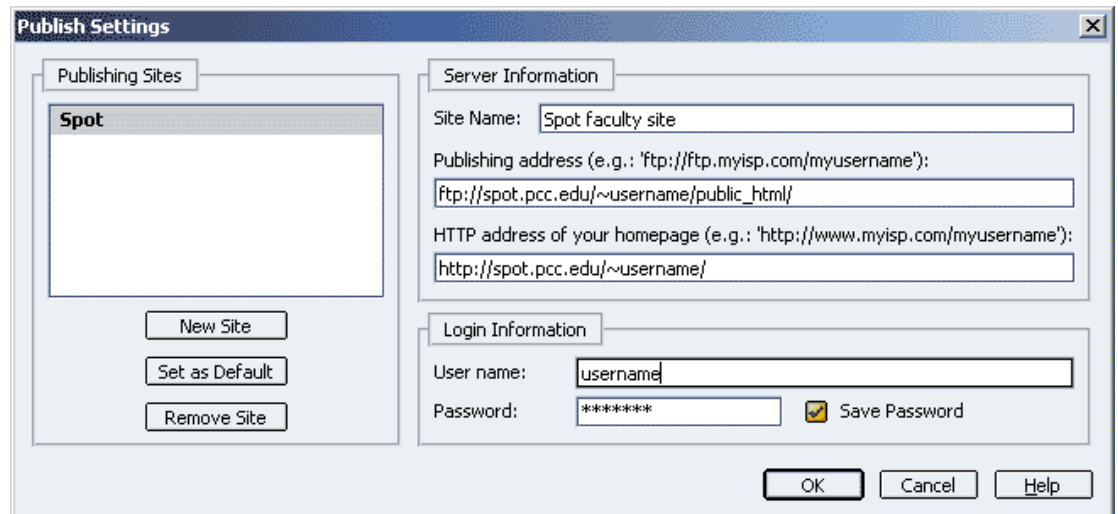 Publish Settings
Publishing Sites
Spot
New Site
Set as Default
Remove Site
Server Information
Site Name: Spot faculty site
Publishing address (e.g.: 'ftp://ftp.myisp.com/myusername'):
ftp://spot.pcc.edu/~username/public_html/
HTTP address of your homepage (e.g.: 'http://www.myisp.com/myusername'):
http://spot.pcc.edu/~username/
Login Information
User name: username
Password: ******* Save Password
OK Cancel Help